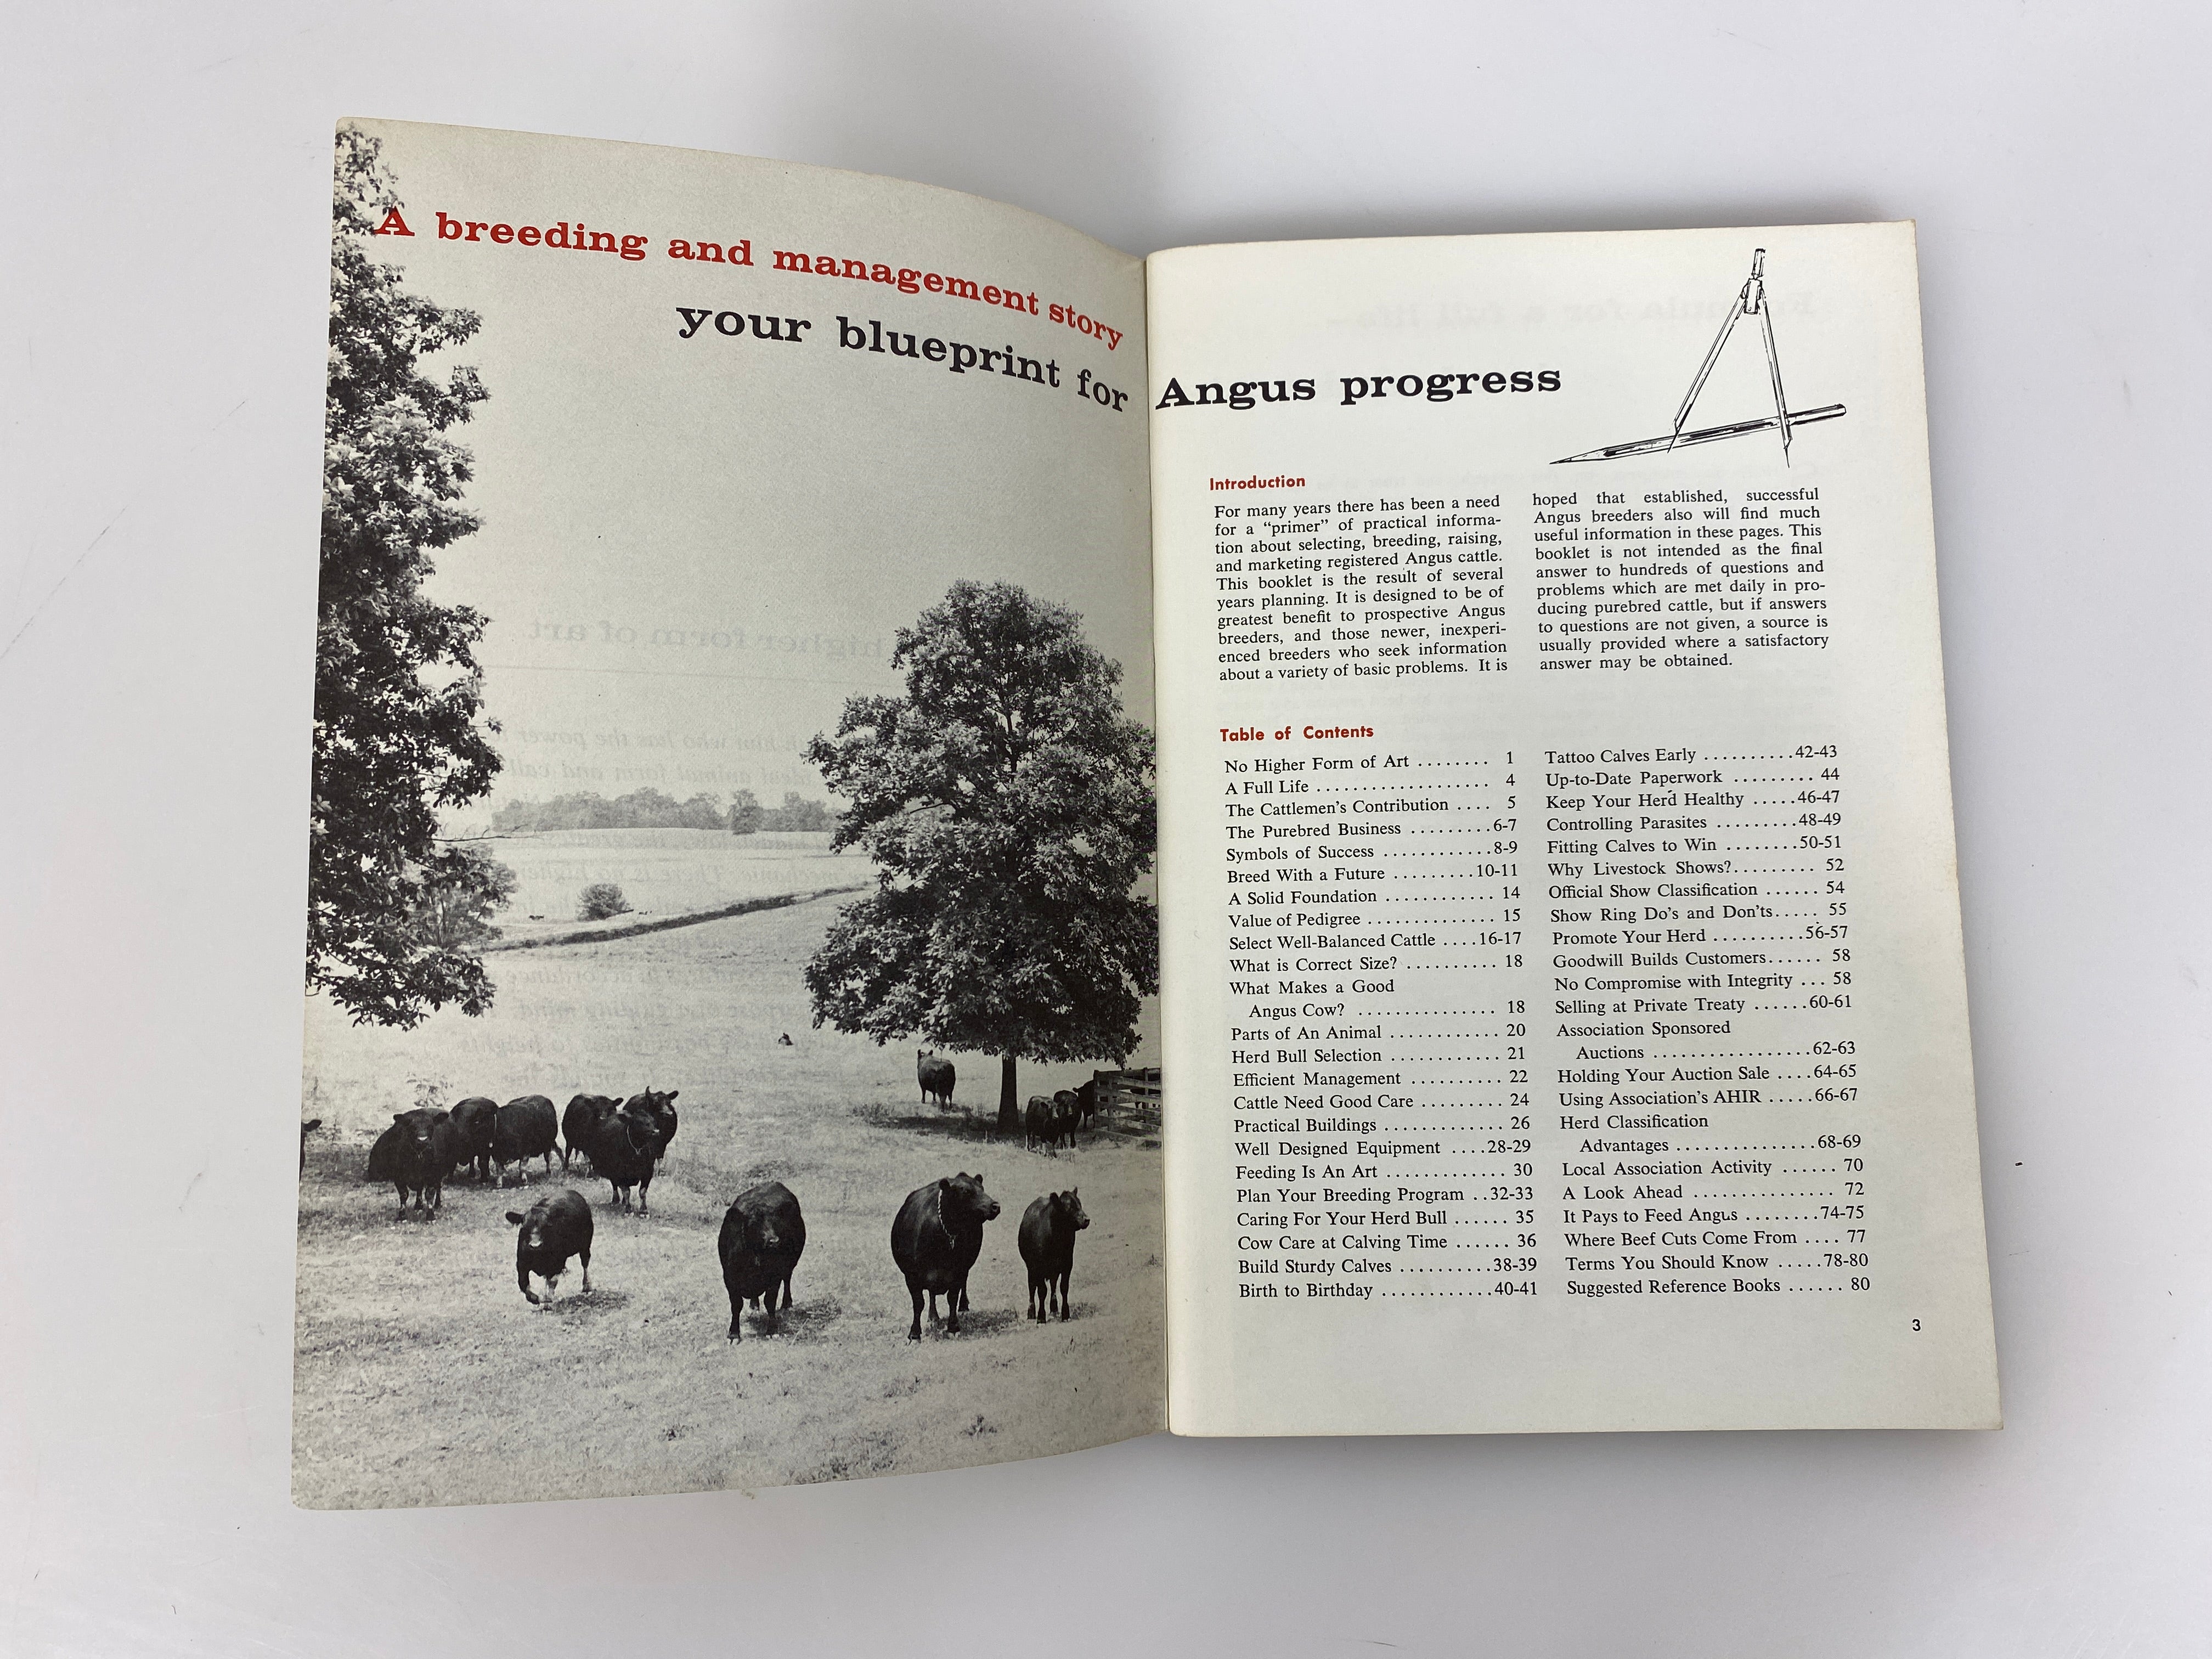 A breeding and management story
your blueprint for Angus progress
Introduction
For many years there has been a need
for a “primer” of practical informa-
tion about selecting, breeding, raising,
and marketing registered Angus cattle.
This booklet is the result of several
years planning. It is designed to be of
greatest benefit to prospective Angus
breeders, and those newer, inexperi-
enced breeders who seek information
about a variety of basic problems. It is
hoped that established, successful
Angus breeders also will find much
useful information in these pages. This
booklet is not intended as the final
answer to hundreds of questions and
problems which are met daily in pro-
ducing purebred cattle, but if answers
to questions are not given, a source is
usually provided where a satisfactory
answer may be obtained.
Table of Contents
No Higher Form of Art ........ 1
A Full Life ................... 4
The Cattlemen's Contribution .... 5
The Purebred Business .........6-7
Symbols of Success ............8-9
Breed With a Future .........10-11
A Solid Foundation ............ 14
Value of Pedigree .............. 15
Select Well-Balanced Cattle ....16-17
What is Correct Size? .......... 18
What Makes a Good
Angus Cow? ............... 18
Parts of An Animal ............ 20
Herd Bull Selection ............ 21
Efficient Management .......... 22
Cattle Need Good Care ......... 24
Practical Buildings ............. 26
Well Designed Equipment ....28-29
Feeding Is An Art ............. 30
Plan Your Breeding Program ..32-33
Caring For Your Herd Bull ...... 35
Cow Care at Calving Time ...... 36
Build Sturdy Calves ..........38-39
Birth to Birthday ............40-41
Tattoo Calves Early ..........42-43
Up-to-Date Paperwork ......... 44
Keep Your Herd Healthy .....46-47
Controlling Parasites .........48-49
Fitting Calves to Win ........50-51
Why Livestock Shows?......... 52
Official Show Classification ...... 54
Show Ring Do's and Don'ts..... 55
Promote Your Herd ..........56-57
Goodwill Builds Customers...... 58
No Compromise with Integrity ... 58
Selling at Private Treaty ......60-61
Association Sponsored
Auctions .................62-63
Holding Your Auction Sale ....64-65
Using Association's AHIR .....66-67
Herd Classification
Advantages ...............68-69
Local Association Activity ...... 70
A Look Ahead ............... 72
It Pays to Feed Angus ........74-75
Where Beef Cuts Come From .... 77
Terms You Should Know .....78-80
Suggested Reference Books ...... 80
3